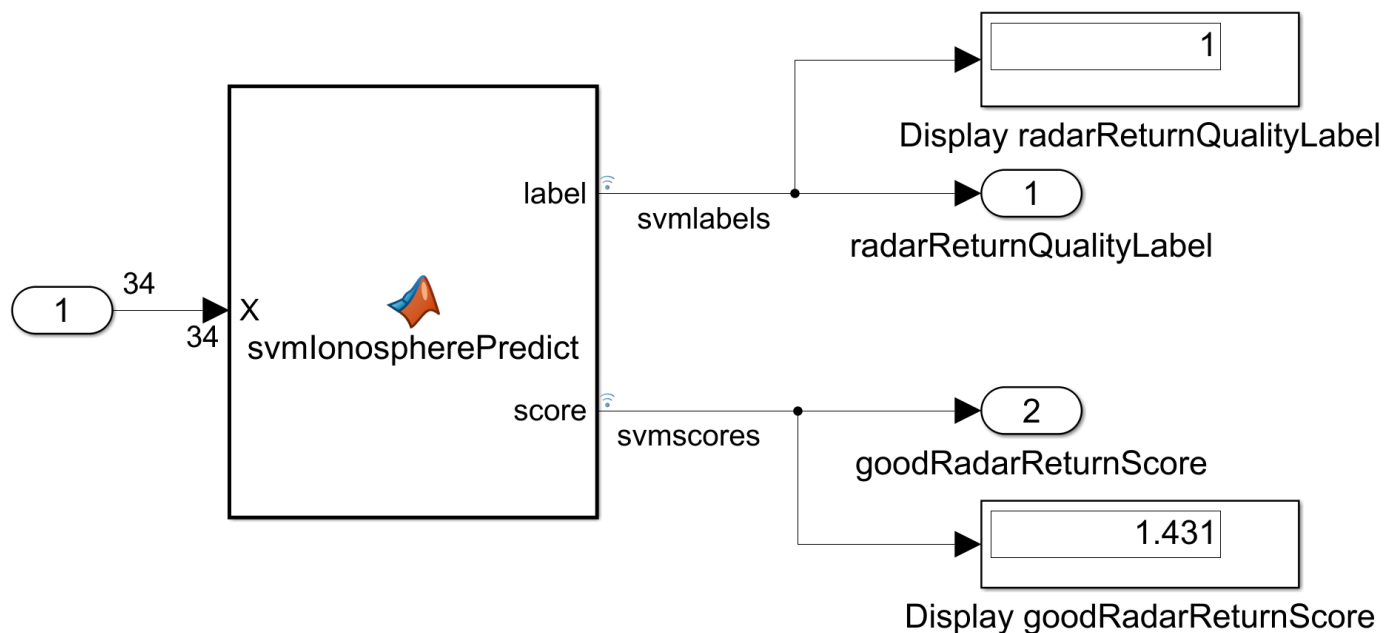 1
Display radarReturnQualityLabel
label
svmlabels
1
radarReturnQualityLabel
1
34
34
X
svmIonospherePredict
score
svmscores
2
goodRadarReturnScore
1.431
Display goodRadarReturnScore